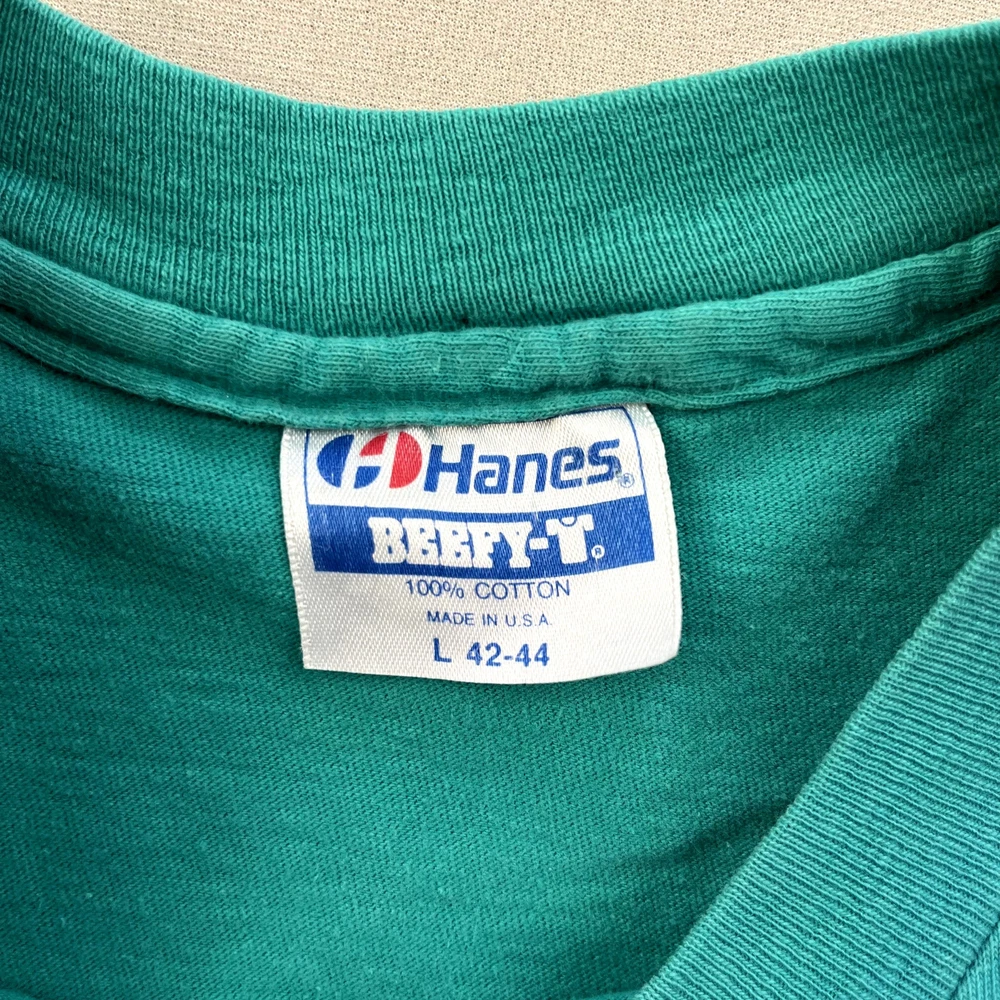 Hanes®
BEEFY-T®
100% COTTON
MADE IN U.S.A.
L 42-44